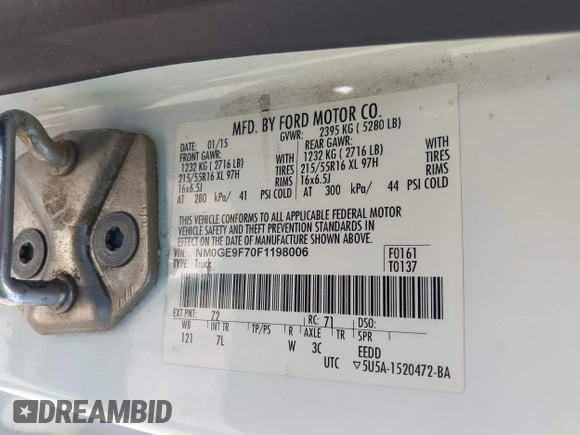 MFD. BY FORD MOTOR CO.
DATE: 01/15 GVWR: 2395 KG ( 5280 LB)
FRONT GAWR: REAR GAWR:
1232 KG ( 2716 LB) WITH 1232 KG ( 2716 LB) WITH
215/55R16 XL 97H TIRES 215/55R16 XL 97H TIRES
16x6.5J RIMS 16x6.5J RIMS
AT 280 kPa/ 41 PSI COLD AT 300 kPa/ 44 PSI COLD
THIS VEHICLE CONFORMS TO ALL APPLICABLE FEDERAL MOTOR
VEHICLE SAFETY AND THEFT PREVENTION STANDARDS IN
EFFECT ON THE DATE OF MANUFACTURE SHOWN ABOVE.
VIN: NM0GE9F70F1198006 F0161
TYPE: Truck T0137
EXT PNT: Z2 RC: 71 DSO:
WB INT TR TP/PS R AXLE TR SPR
121 7L W 3C EEDD
UTC ▽5U5A-1520472-BA
DREAMBID